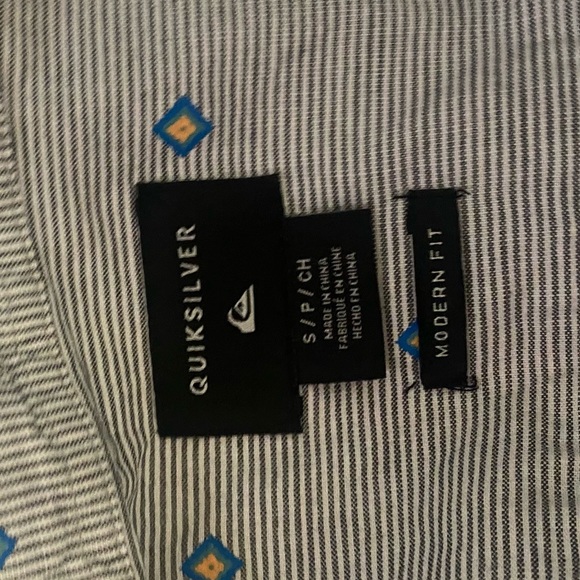 QUIKSILVER
S / P / CH
MADE IN CHINA
FABRIQUÉ EN CHINE
HECHO EN CHINA
MODERN FIT